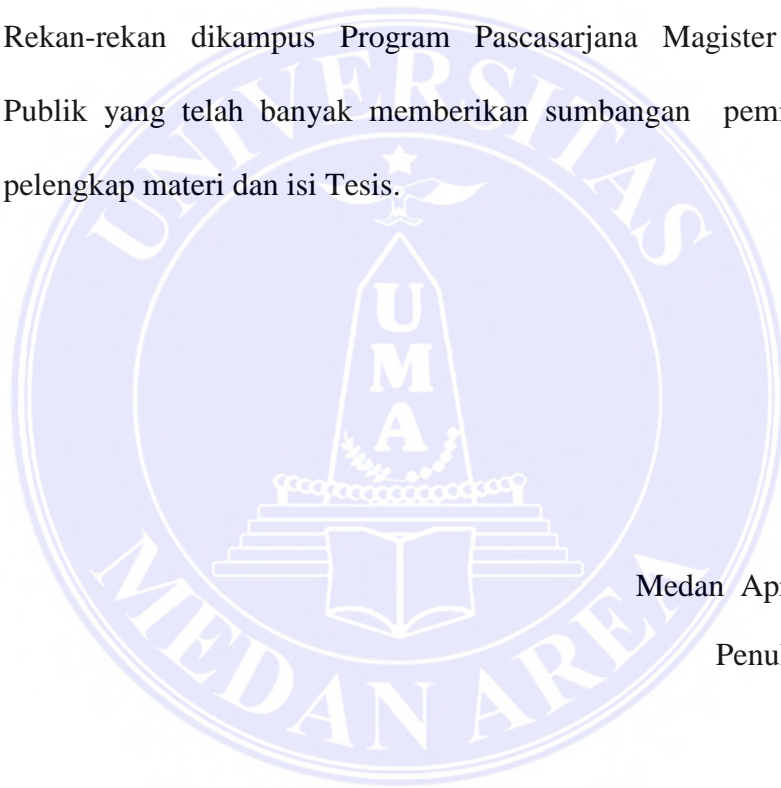 Rekan-rekan dikampus Program Pascasarjana Magister
Publik yang telah banyak memberikan sumbangan
pelengkap materi dan isi Tesis.
UNIVERSITAS
U
M
A
MEDAN AREA
Medan